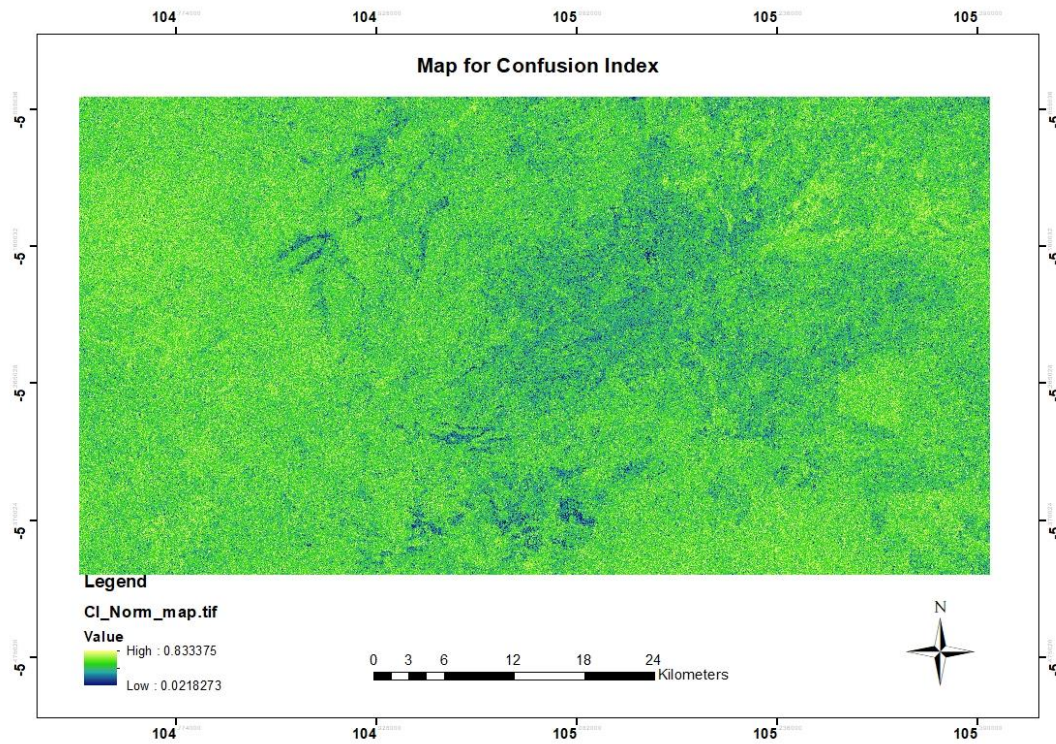 104 104 105 105 105
Map for Confusion Index
-5 -5
-5 -5
-5 -5
-5 -5
-5 -5
Legend
CI_Norm_map.tif
Value
High : 0.833375
Low : 0.0218273
0 3 6 12 18 24
Kilometers
N
104 104 105 105 105